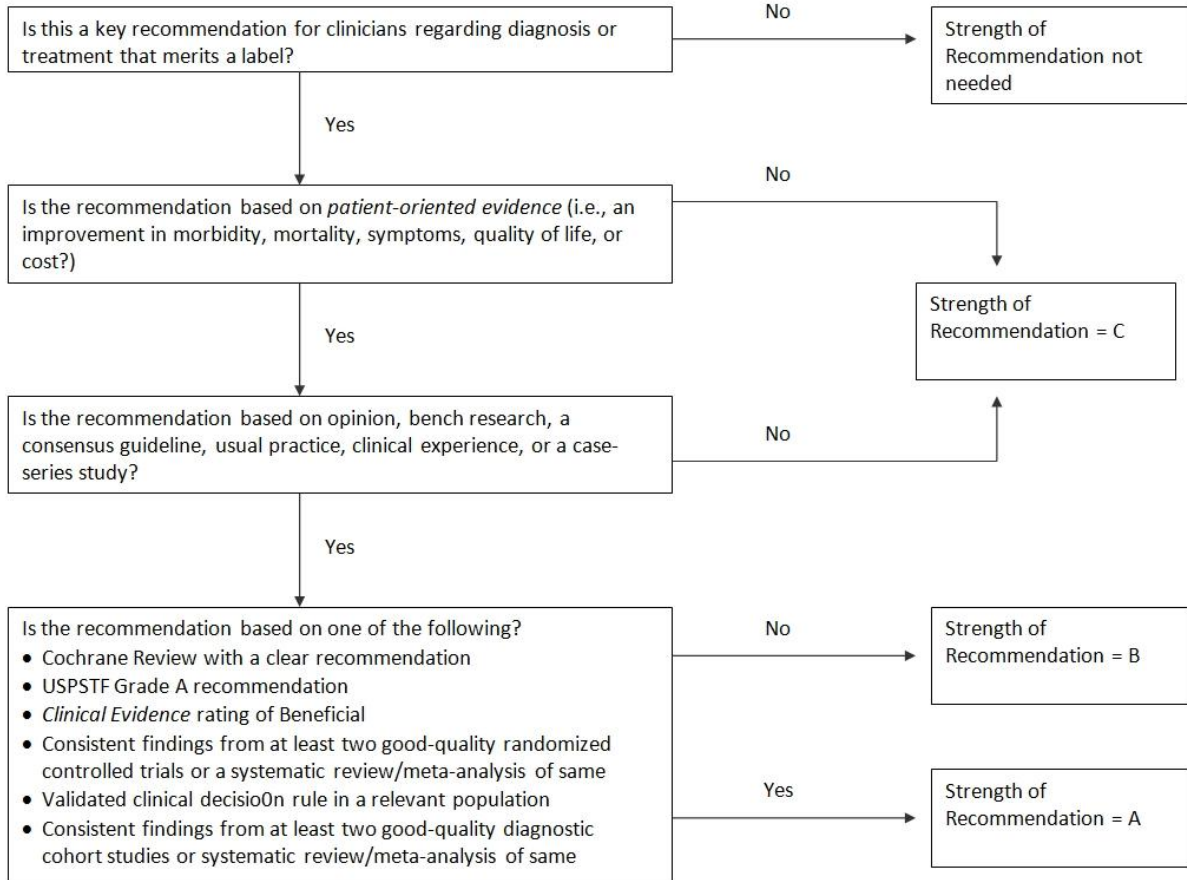 Is this a key recommendation for clinicians regarding diagnosis or
treatment that merits a label?
No
Strength of
Recommendation not
needed
Yes
Is the recommendation based on patient-oriented evidence (i.e., an
improvement in morbidity, mortality, symptoms, quality of life, or
cost?)
No
Strength of
Recommendation = C
Yes
Is the recommendation based on opinion, bench research, a
consensus guideline, usual practice, clinical experience, or a case-
series study?
No
Yes
Is the recommendation based on one of the following?
• Cochrane Review with a clear recommendation
• USPSTF Grade A recommendation
• Clinical Evidence rating of Beneficial
• Consistent findings from at least two good-quality randomized
controlled trials or a systematic review/meta-analysis of same
• Validated clinical decisio0n rule in a relevant population
• Consistent findings from at least two good-quality diagnostic
cohort studies or systematic review/meta-analysis of same
No
Strength of
Recommendation = B
Yes
Strength of
Recommendation = A